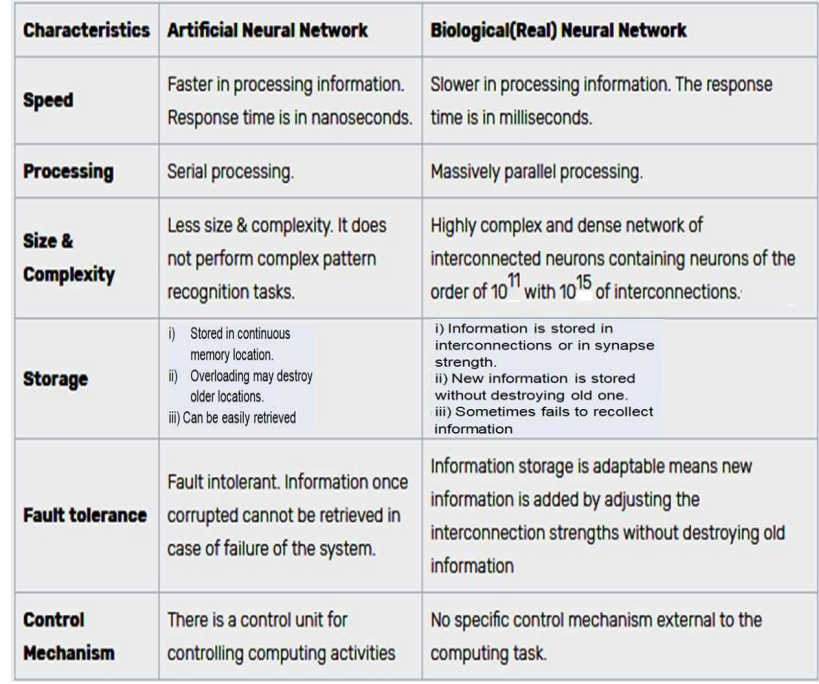 Characteristics Artificial Neural Network Biological(Real) Neural Network
Speed
Faster in processing information.
Response time is in nanoseconds.
Slower in processing information. The response
time is in milliseconds.
Processing
Serial processing.
Massively parallel processing.
Size &
Complexity
Less size & complexity. It does
not perform complex pattern
recognition tasks.
Highly complex and dense network of
interconnected neurons containing neurons of the
order of 10¹¹ with 10¹⁵ of interconnections.
Storage
i) Stored in continuous
memory location.
ii) Overloading may destroy
older locations.
iii) Can be easily retrieved
i) Information is stored in
interconnections or in synapse
strength.
ii) New information is stored
without destroying old one.
iii) Sometimes fails to recollect
information
Fault tolerance
Fault intolerant. Information once
corrupted cannot be retrieved in
case of failure of the system.
Information storage is adaptable means new
information is added by adjusting the
interconnection strengths without destroying old
information
Control
Mechanism
There is a control unit for
controlling computing activities
No specific control mechanism external to the
computing task.